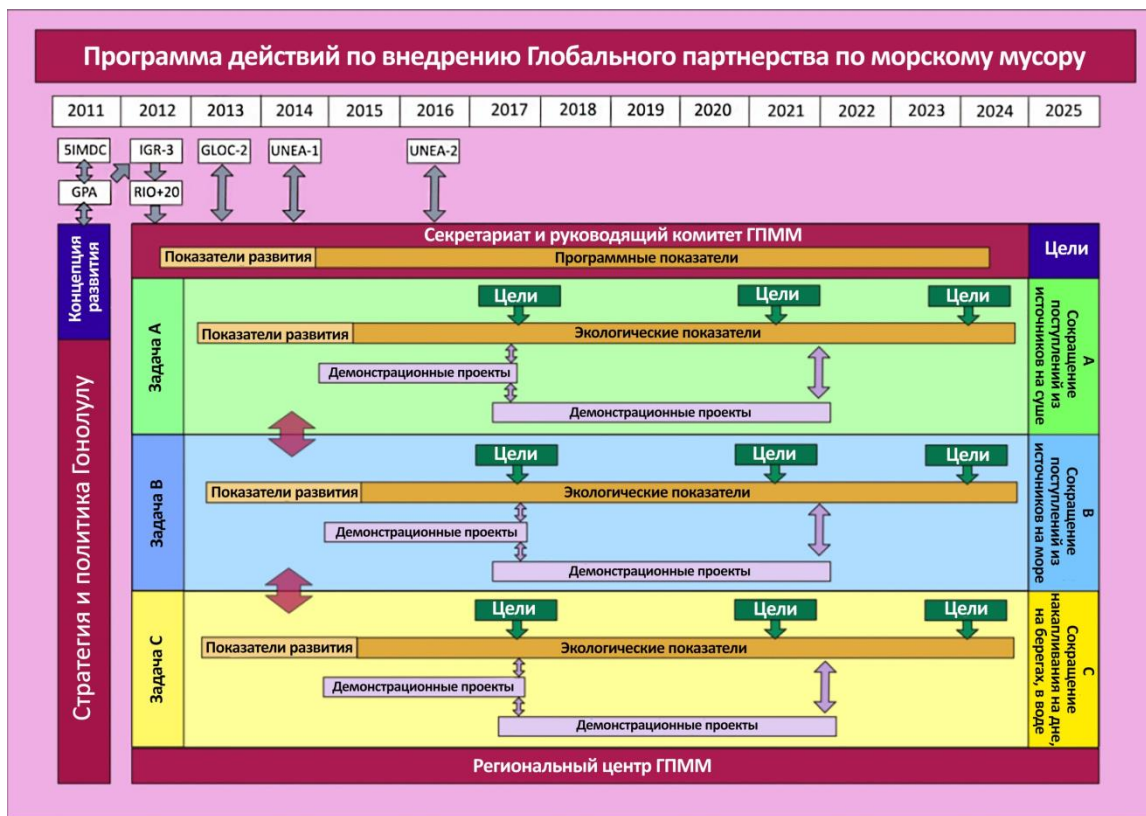 Программа действий по внедрению Глобального партнерства по морскому мусору
2011 2012 2013 2014 2015 2016 2017 2018 2019 2020 2021 2022 2023 2024 2025
5IMDC IGR-3 GLOC-2 UNEA-1 UNEA-2
GPA RIO+20
Концепция
развития
Стратегия и политика Гонолулу
Секретариат и руководящий комитет ГПММ
Показатели развития Программные показатели
Цели
Задача A
Цели Цели Цели
Показатели развития Экологические показатели
Демонстрационные проекты
Демонстрационные проекты
A
Сокращение
поступлений из
источников на суше
Задача B
Цели Цели Цели
Показатели развития Экологические показатели
Демонстрационные проекты
Демонстрационные проекты
B
Сокращение
поступлений из
источников на море
Задача C
Цели Цели Цели
Показатели развития Экологические показатели
Демонстрационные проекты
Демонстрационные проекты
C
Сокращение
накапливания на дне,
на берегах, в воде
Региональный центр ГПММ